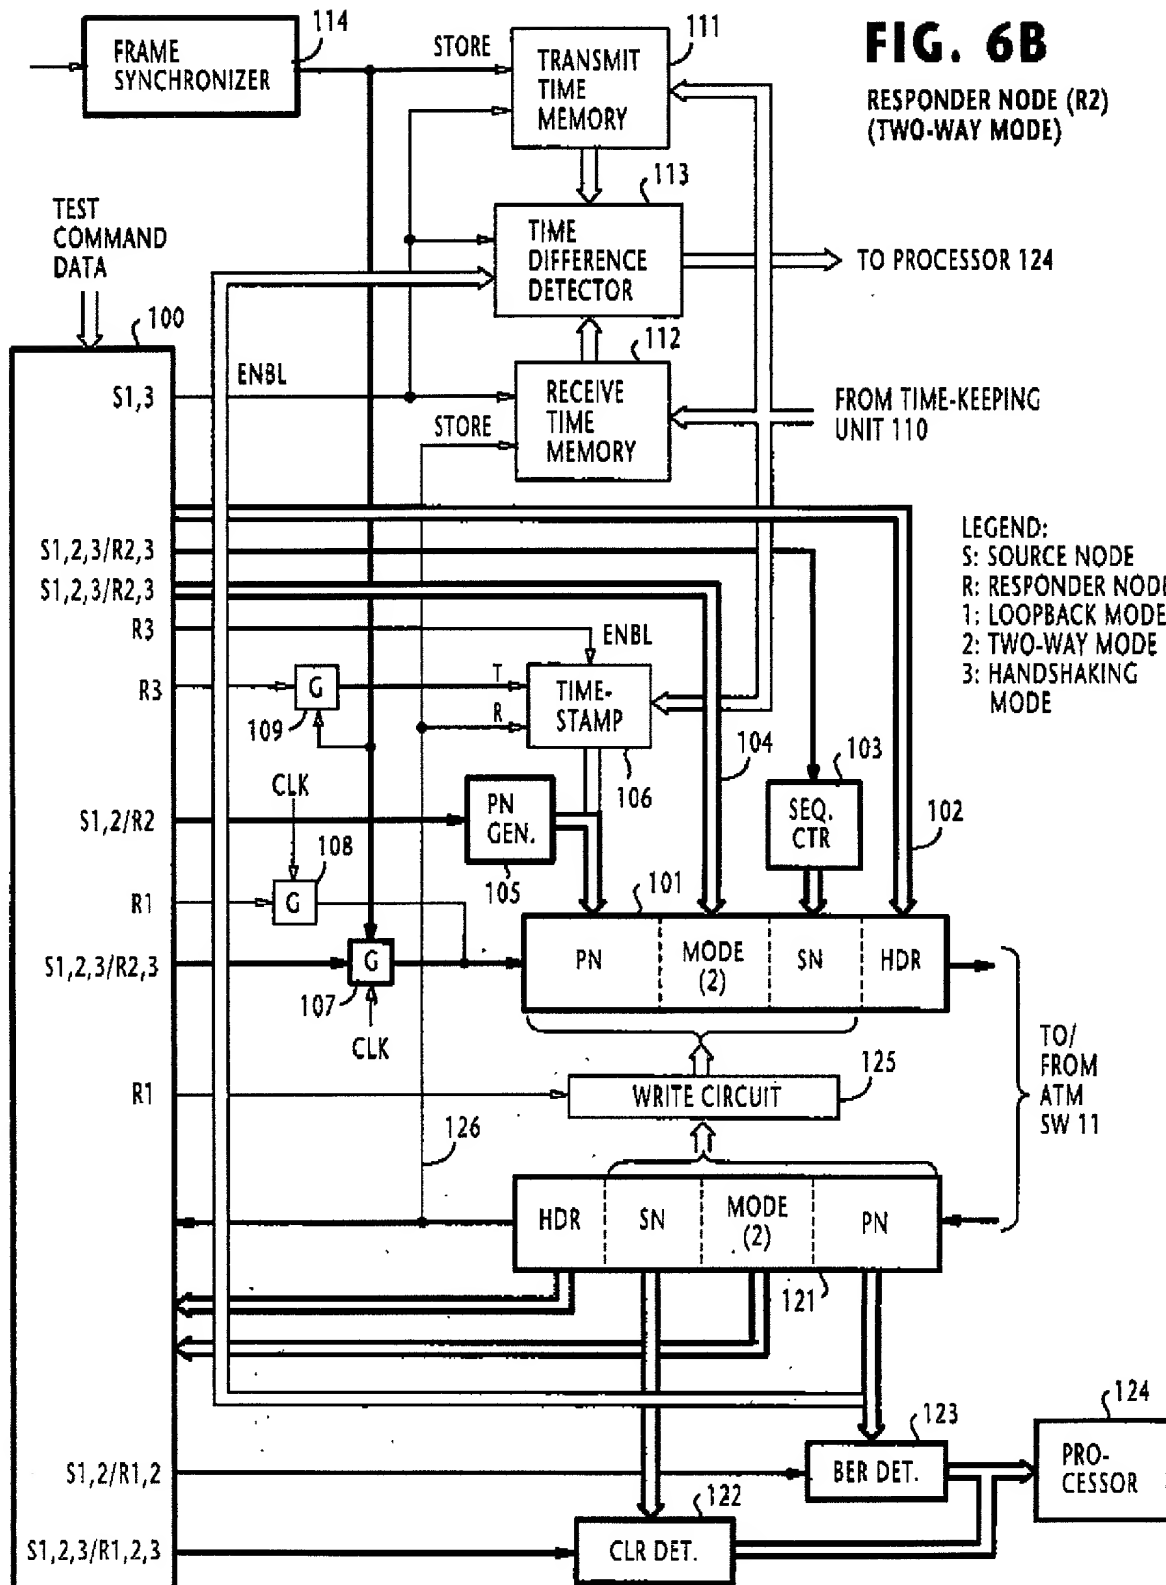 FIG. 6B
RESPONDER NODE (R2)
(TWO-WAY MODE)
114
FRAME
SYNCHRONIZER
STORE
111
TRANSMIT
TIME
MEMORY
113
TIME
DIFFERENCE
DETECTOR
TO PROCESSOR 124
TEST
COMMAND
DATA
100
S1,3
ENBL
112
RECEIVE
TIME
MEMORY
STORE
FROM TIME-KEEPING
UNIT 110
LEGEND:
S: SOURCE NODE
R: RESPONDER NODE
1: LOOPBACK MODE
2: TWO-WAY MODE
3: HANDSHAKING
MODE
S1,2,3/R2,3
S1,2,3/R2,3
R3
ENBL
R3
G
109
T
R
TIME-
STAMP
106
104
103
SEQ.
CTR
102
CLK
S1,2/R2
PN
GEN.
105
108
R1
G
101
S1,2,3/R2,3
G
107
CLK
PN
MODE
(2)
SN
HDR
TO/
FROM
ATM
SW 11
R1
WRITE CIRCUIT
125
126
HDR
SN
MODE
(2)
PN
121
123
124
S1,2/R1,2
BER DET.
PRO-
CESSOR
122
S1,2,3/R1,2,3
CLR DET.